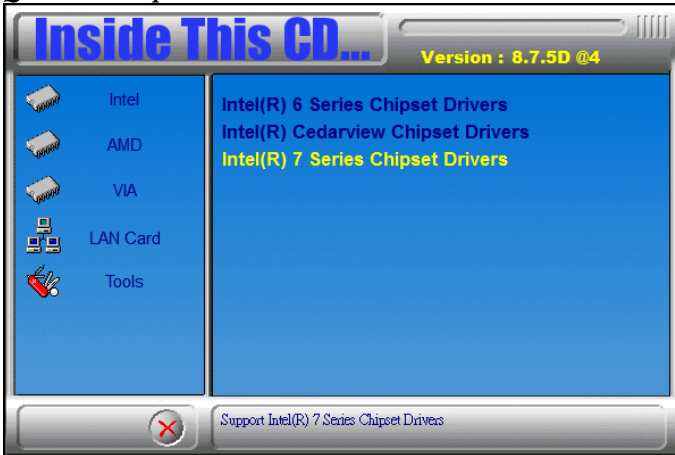 Inside This CD...
Version : 8.7.5D @4
Intel
AMD
VIA
LAN Card
Tools
Intel(R) 6 Series Chipset Drivers
Intel(R) Cedarview Chipset Drivers
Intel(R) 7 Series Chipset Drivers
Support Intel(R) 7 Series Chipset Drivers